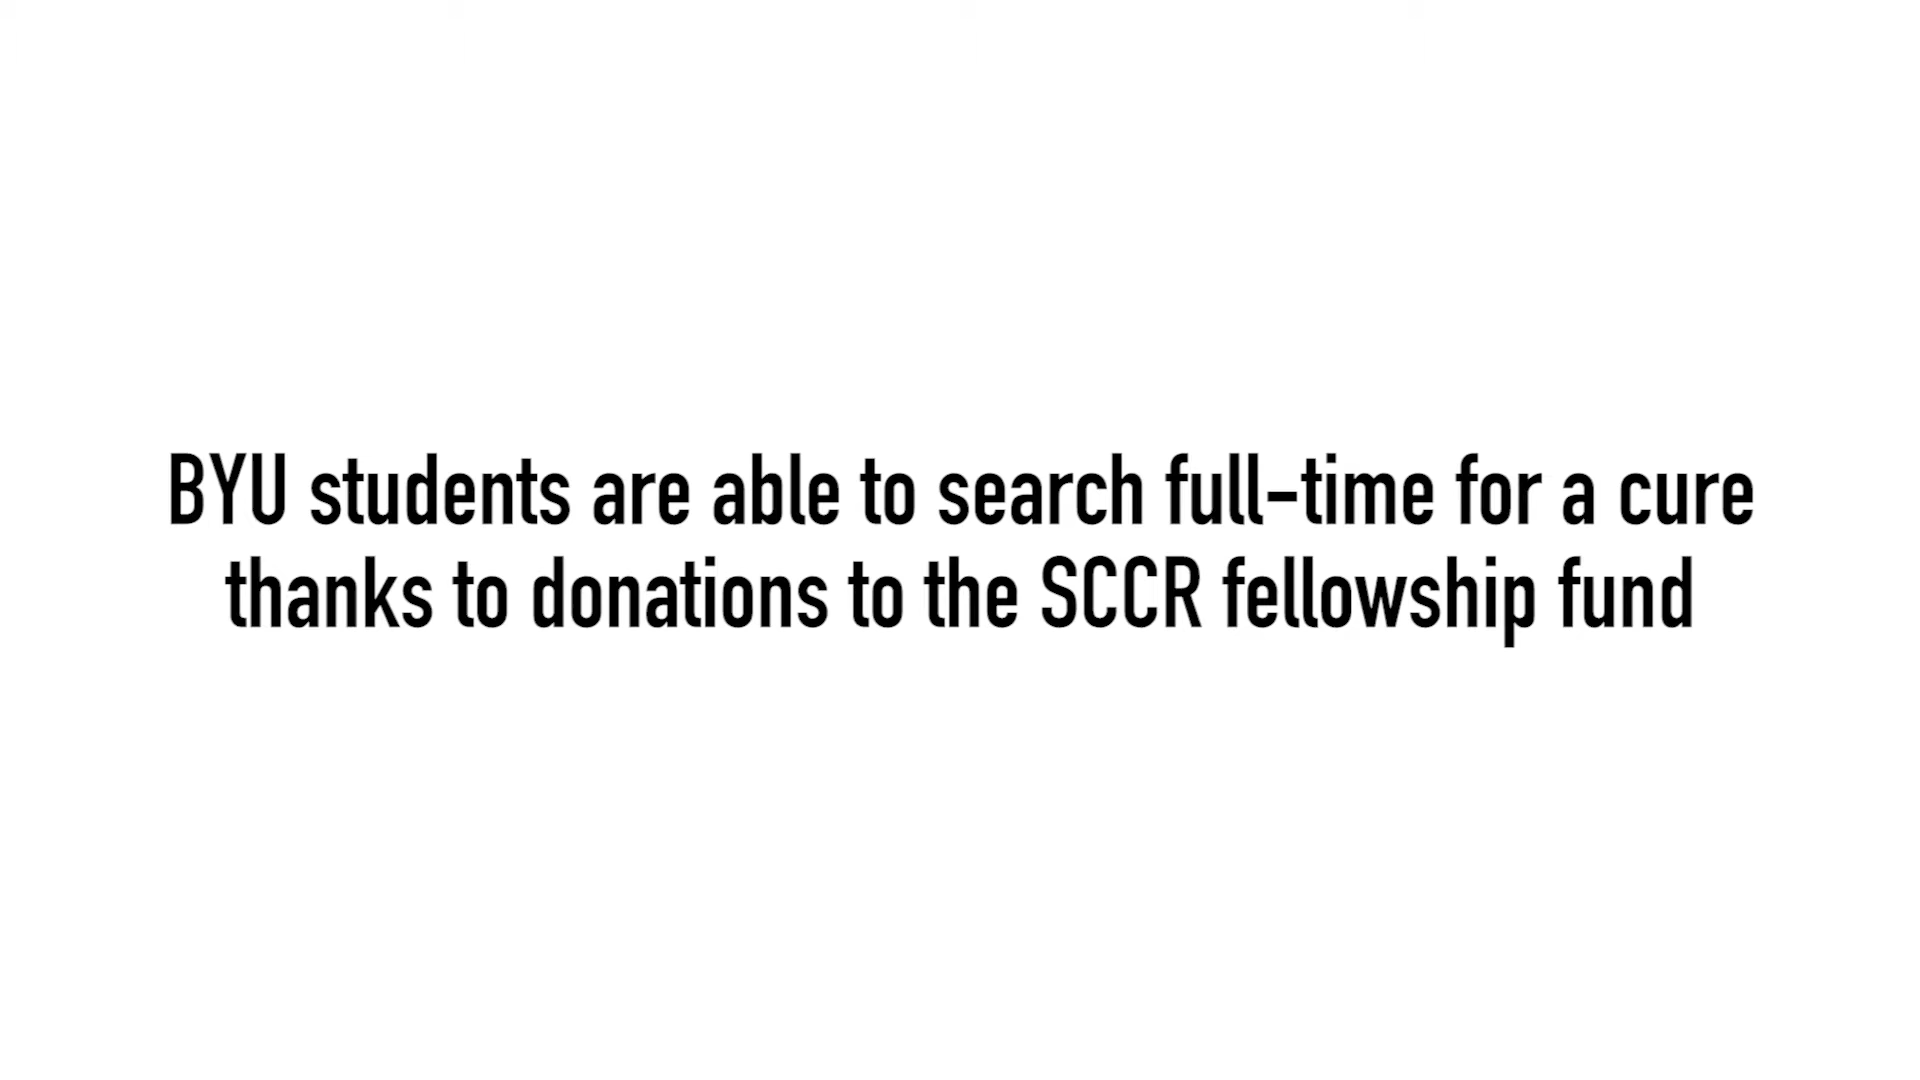 BYU students are able to search full-time for a cure
thanks to donations to the SCCR fellowship fund